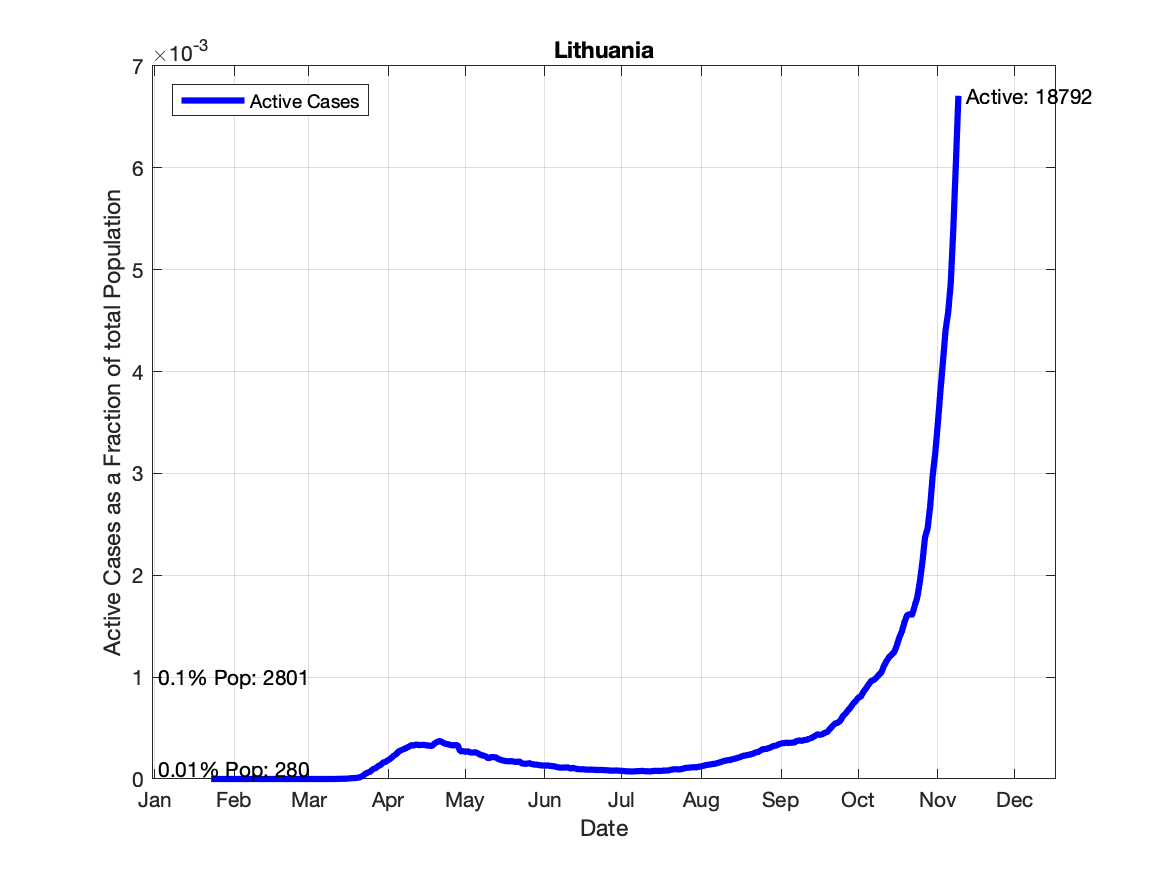 Lithuania
×10-3
Active Cases
Active: 18792
7
6
5
4
3
2
1
0
Active Cases as a Fraction of total Population
0.1% Pop: 2801
0.01% Pop: 280
Jan Feb Mar Apr May Jun Jul Aug Sep Oct Nov Dec
Date